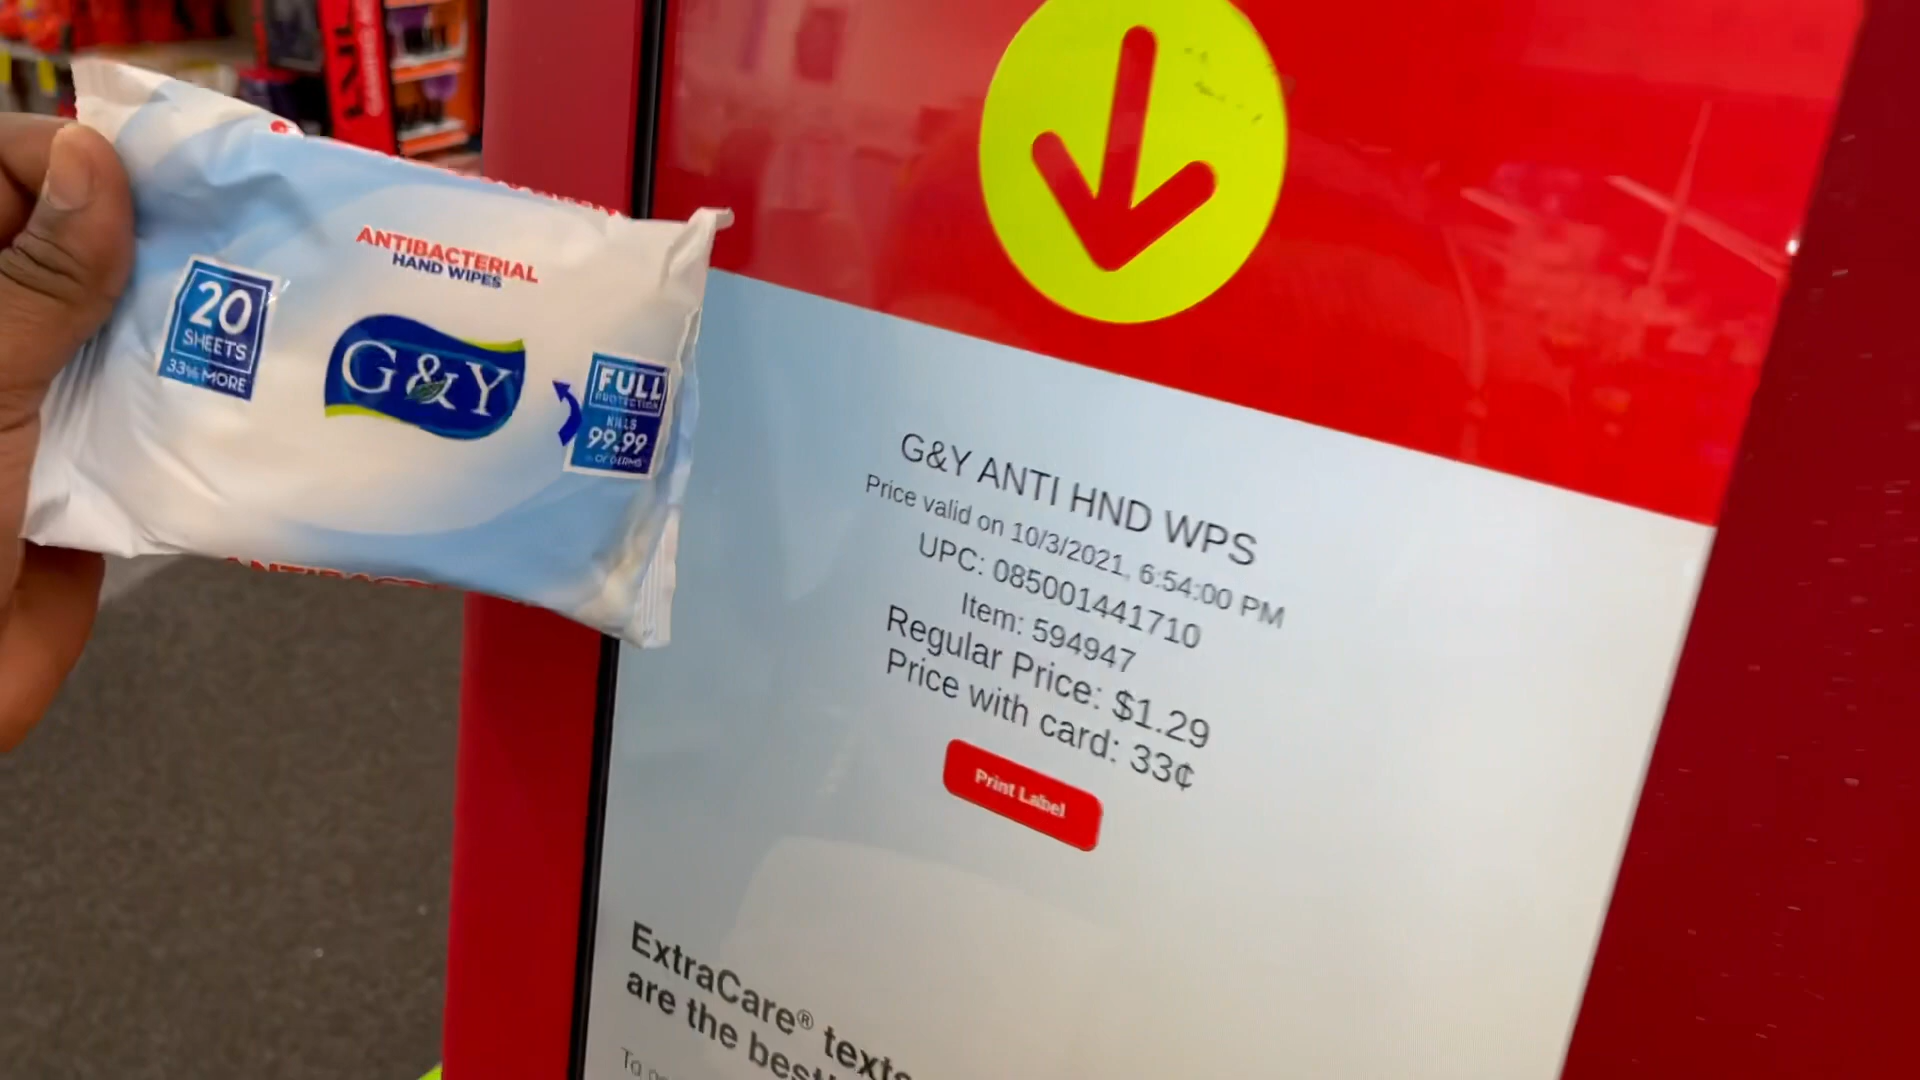 ANTIBACTERIAL
HAND WIPES
20
SHEETS
33% MORE
G&Y
FULL
PROTECTION
KILLS
99.99
OF GERMS
G&Y ANTI HND WPS
Price valid on 10/3/2021, 6:54:00 PM
UPC: 085001441710
Item: 594947
Regular Price: $1.29
Price with card: 33¢
Print Label
ExtraCare® texts
are the best!
To